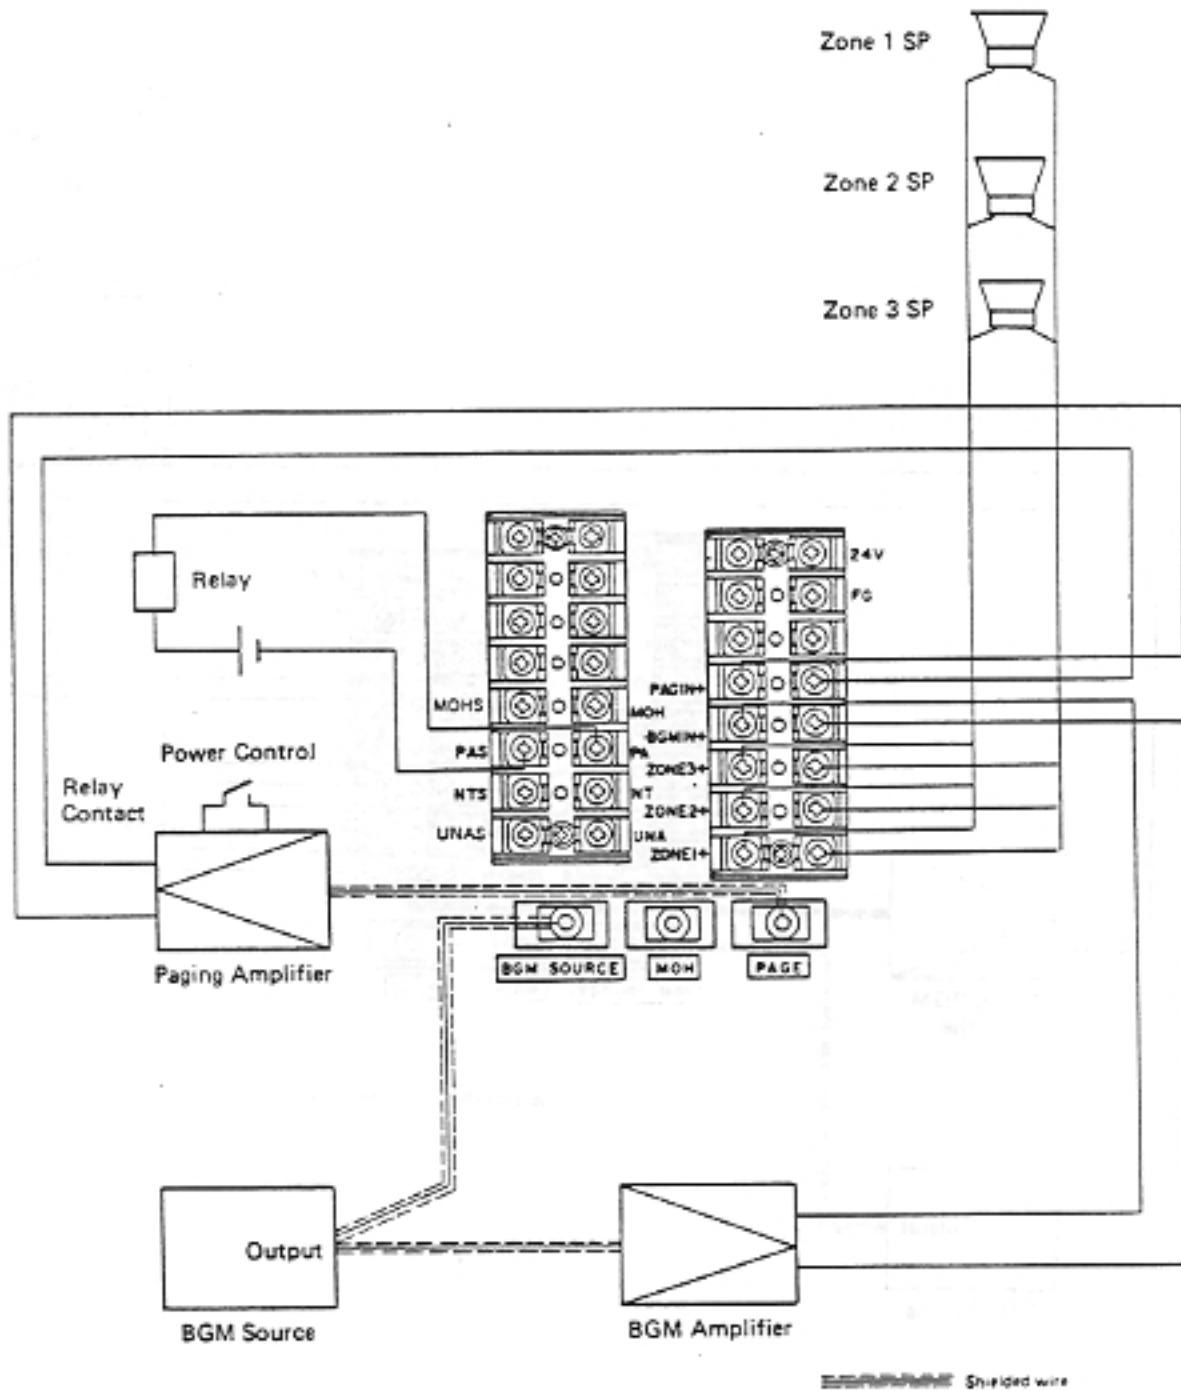 Zone 1 SP
Zone 2 SP
Zone 3 SP
Relay
24V
FG
MOHS
MOH
PAGIN+
BGMIN+
Power Control
PAS
PA
ZONE3+
Relay
Contact
NTS
NT
ZONE2+
UNAS
UNA
ZONE1+
BGM SOURCE
MOH
PAGE
Paging Amplifier
Output
BGM Source
BGM Amplifier
Shielded wire